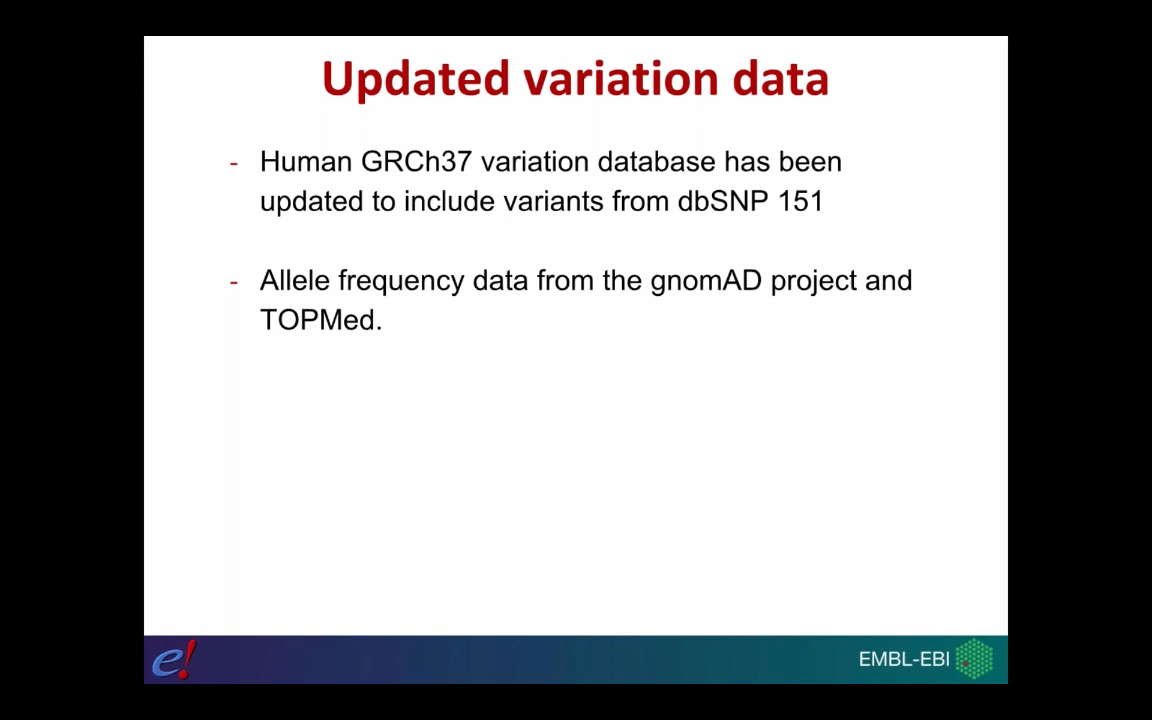 Updated variation data
- Human GRCh37 variation database has been
updated to include variants from dbSNP 151
- Allele frequency data from the gnomAD project and
TOPMed.
e!
EMBL-EBI